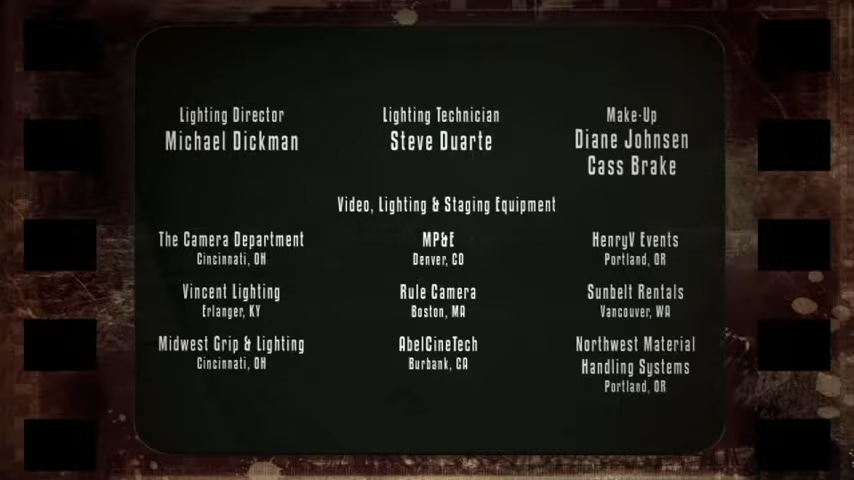 Lighting Director
Michael Dickman
Lighting Technician
Steve Duarte
Make-Up
Diane Johnsen
Cass Brake
Video, Lighting & Staging Equipment
The Camera Department
Cincinnati, OH
MP&E
Denver, CO
HenryV Events
Portland, OR
Vincent Lighting
Erlanger, KY
Rule Camera
Boston, MA
Sunbelt Rentals
Vancouver, WA
Midwest Grip & Lighting
Cincinnati, OH
AbelCineTech
Burbank, CA
Northwest Material
Handling Systems
Portland, OR